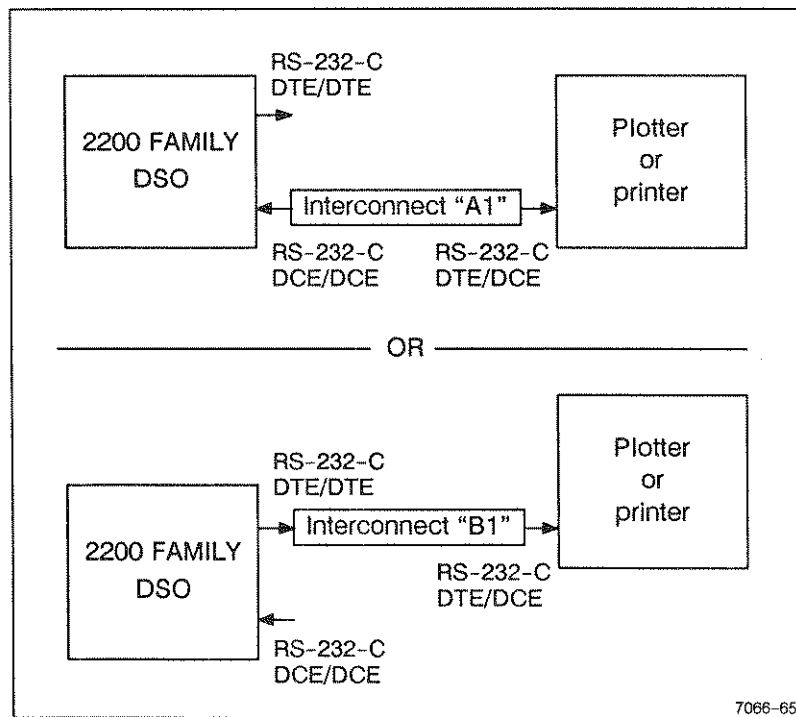 RS-232-C
DTE/DTE
2200 FAMILY
DSO
Plotter
or
printer
Interconnect “A1”
RS-232-C
DCE/DCE
RS-232-C
DTE/DCE
OR
Plotter
or
printer
RS-232-C
DTE/DTE
2200 FAMILY
DSO
Interconnect “B1”
RS-232-C
DTE/DCE
RS-232-C
DCE/DCE
7066-65